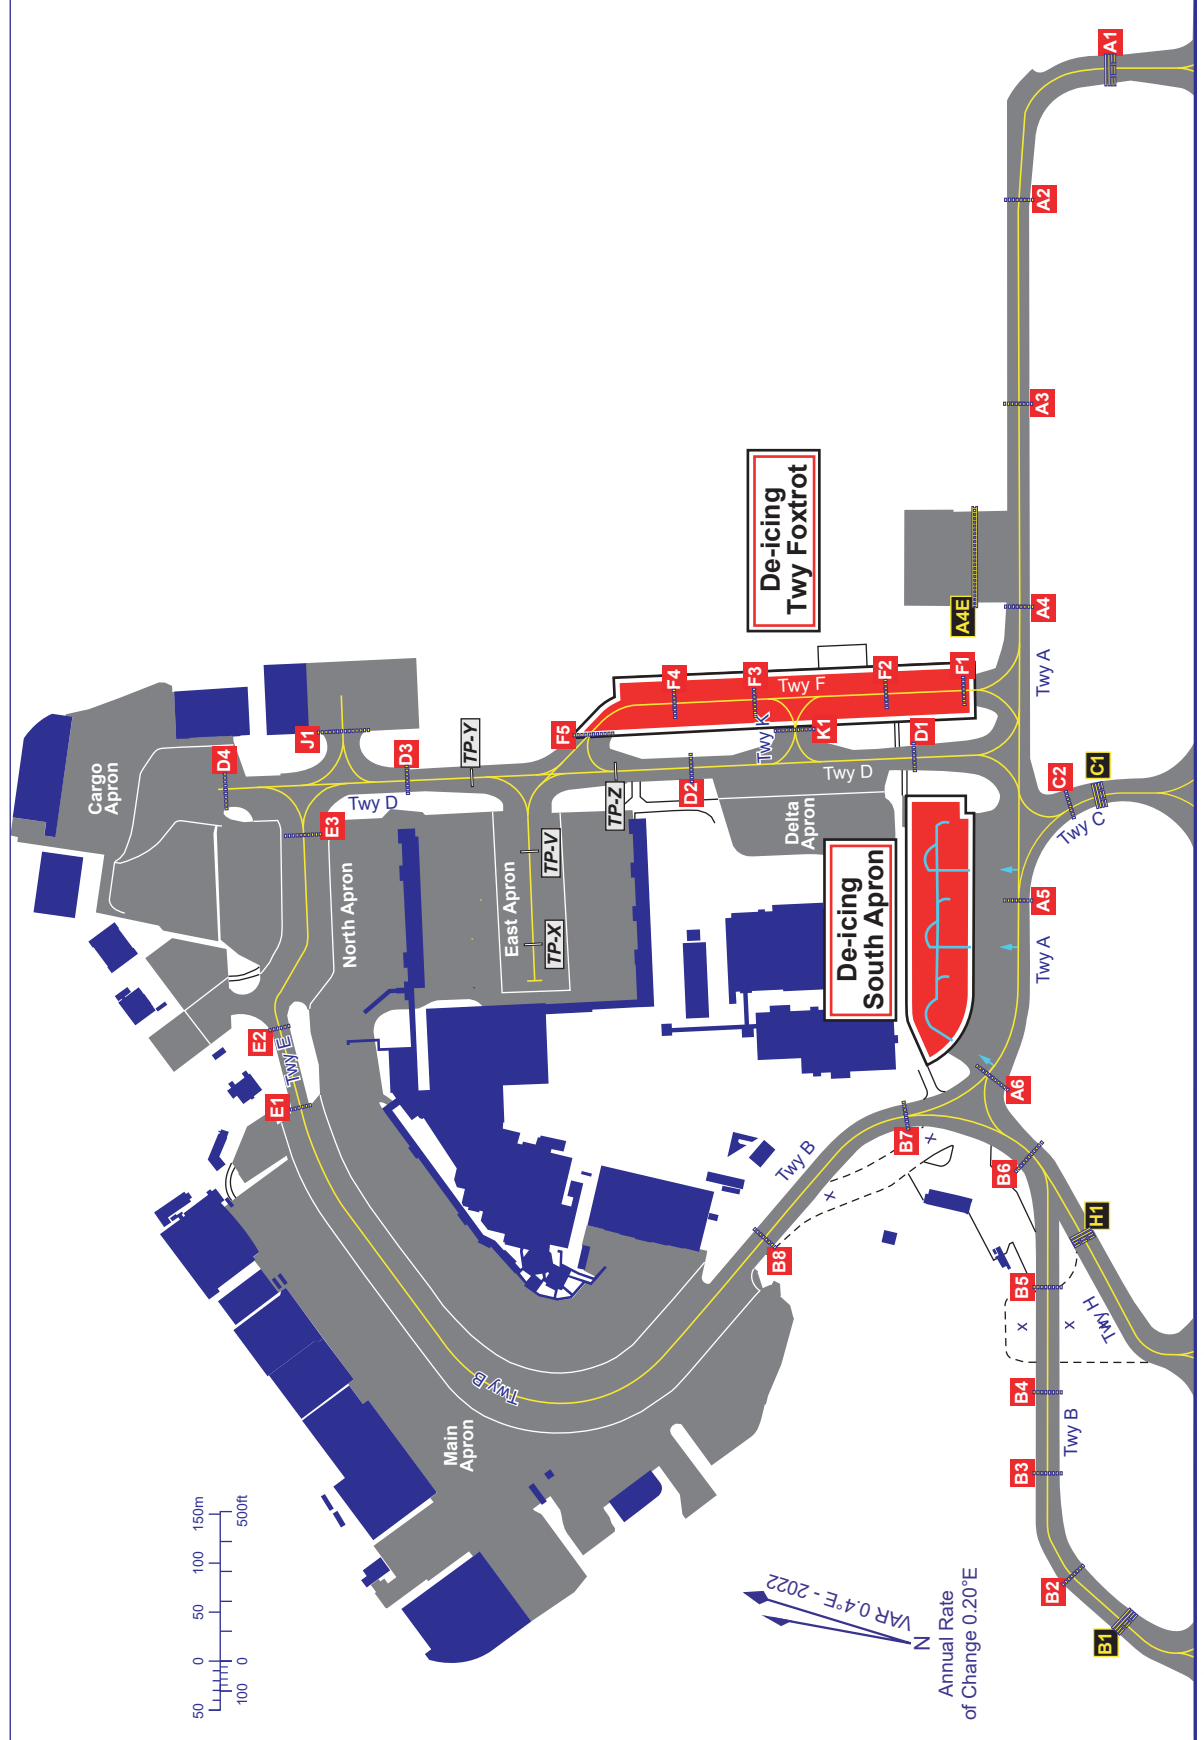 A1
A2
A3
A4
A4E
Twy A
C1
C2
Twy C
A5
Twy A
A6
De-icing
Twy Foxtrot
F1
F2
F3
F4
F5
Twy F
Twy K
K1
D1
Twy D
D2
TP-Z
TP-Y
D3
Twy D
D4
J1
Cargo
Apron
E3
North Apron
East Apron
TP-V
TP-X
Delta
Apron
De-icing
South Apron
E2
Twy E
E1
B7
B6
Twy B
B8
H1
Twy H
B5
x
x
x
x
x
B4
Twy B
B3
B2
B1
Twy B
Main
Apron
50 0 50 100 150m
100 0 500ft
VAR 0.4°E - 2022
N
Annual Rate
of Change 0.20°E